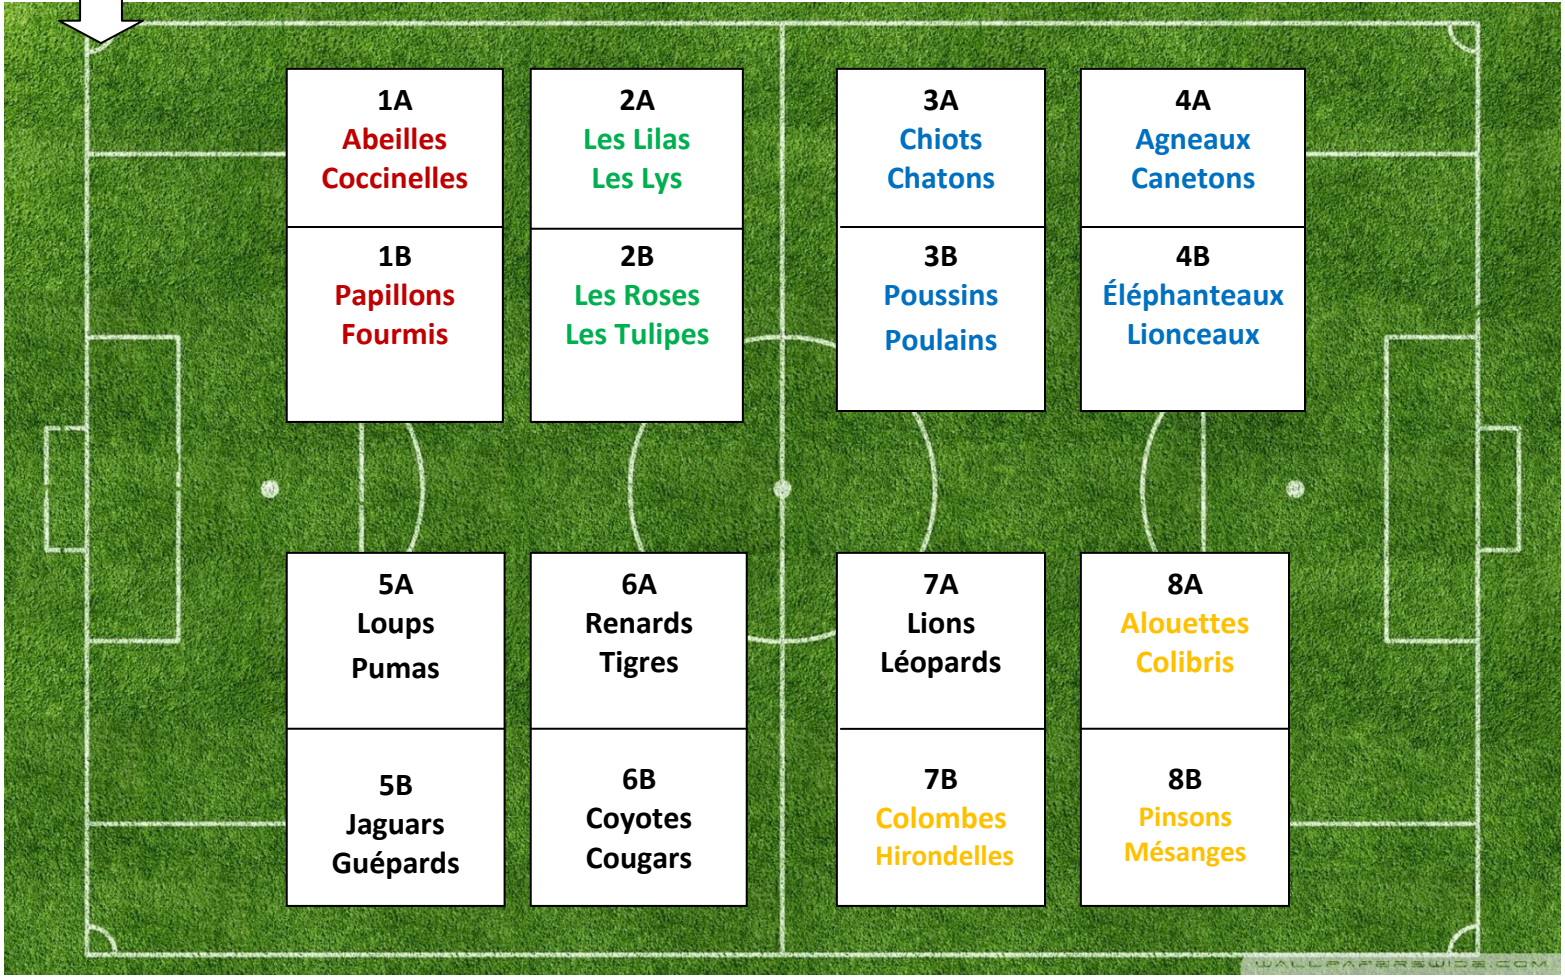 1A
Abeilles
Coccinelles
2A
Les Lilas
Les Lys
3A
Chiots
Chatons
4A
Agneaux
Canetons
1B
Papillons
Fourmis
2B
Les Roses
Les Tulipes
3B
Poussins
Poulains
4B
Éléphanteaux
Lionceaux
5A
Loups
Pumas
6A
Renards
Tigres
7A
Lions
Léopards
8A
Alouettes
Colibris
5B
Jaguars
Guépards
6B
Coyotes
Cougars
7B
Colombes
Hirondelles
8B
Pinsons
Mésanges
WALLPAPERSWIDE.COM